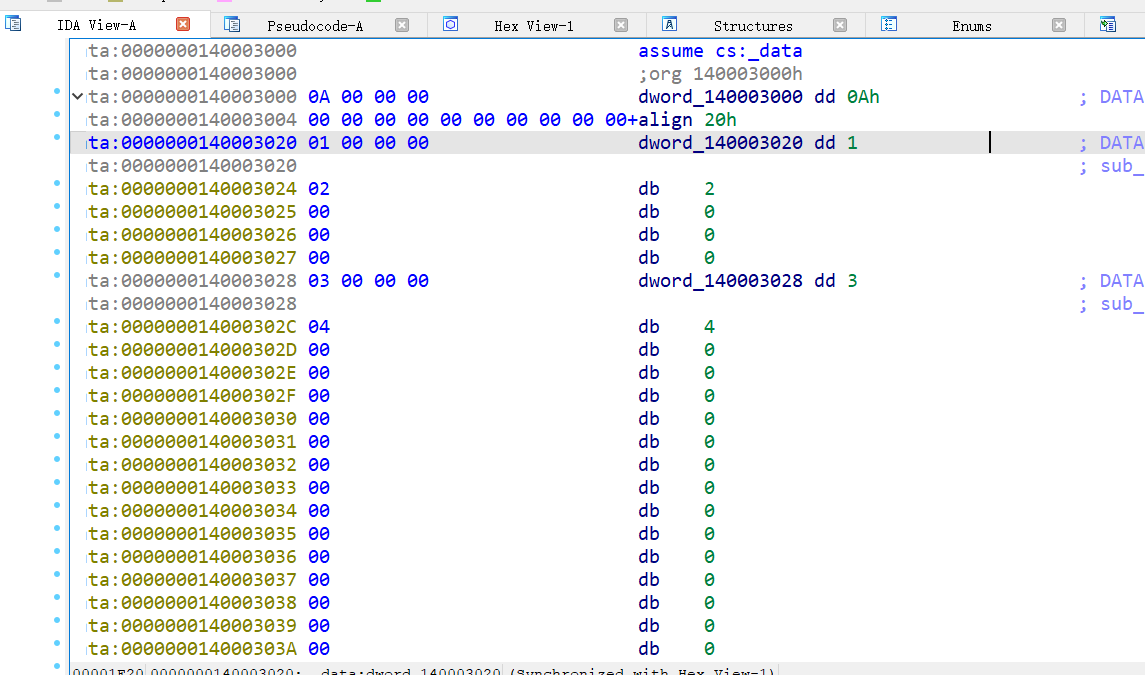 IDA View-A Pseudocode-A Hex View-1 Structures Enums
ta:0000000140003000 assume cs:_data
ta:0000000140003000 ;org 140003000h
ta:0000000140003000 0A 00 00 00 dword_140003000 dd 0Ah ; DATA
ta:0000000140003004 00 00 00 00 00 00 00 00 00 00+align 20h
ta:0000000140003020 01 00 00 00 dword_140003020 dd 1 ; DATA
ta:0000000140003020 ; sub_
ta:0000000140003024 02 db 2
ta:0000000140003025 00 db 0
ta:0000000140003026 00 db 0
ta:0000000140003027 00 db 0
ta:0000000140003028 03 00 00 00 dword_140003028 dd 3 ; DATA
ta:0000000140003028 ; sub_
ta:000000014000302C 04 db 4
ta:000000014000302D 00 db 0
ta:000000014000302E 00 db 0
ta:000000014000302F 00 db 0
ta:0000000140003030 00 db 0
ta:0000000140003031 00 db 0
ta:0000000140003032 00 db 0
ta:0000000140003033 00 db 0
ta:0000000140003034 00 db 0
ta:0000000140003035 00 db 0
ta:0000000140003036 00 db 0
ta:0000000140003037 00 db 0
ta:0000000140003038 00 db 0
ta:0000000140003039 00 db 0
ta:000000014000303A 00 db 0
00001E20 0000000140003020: .data:dword_140003020 (Synchronized with Hex View-1)